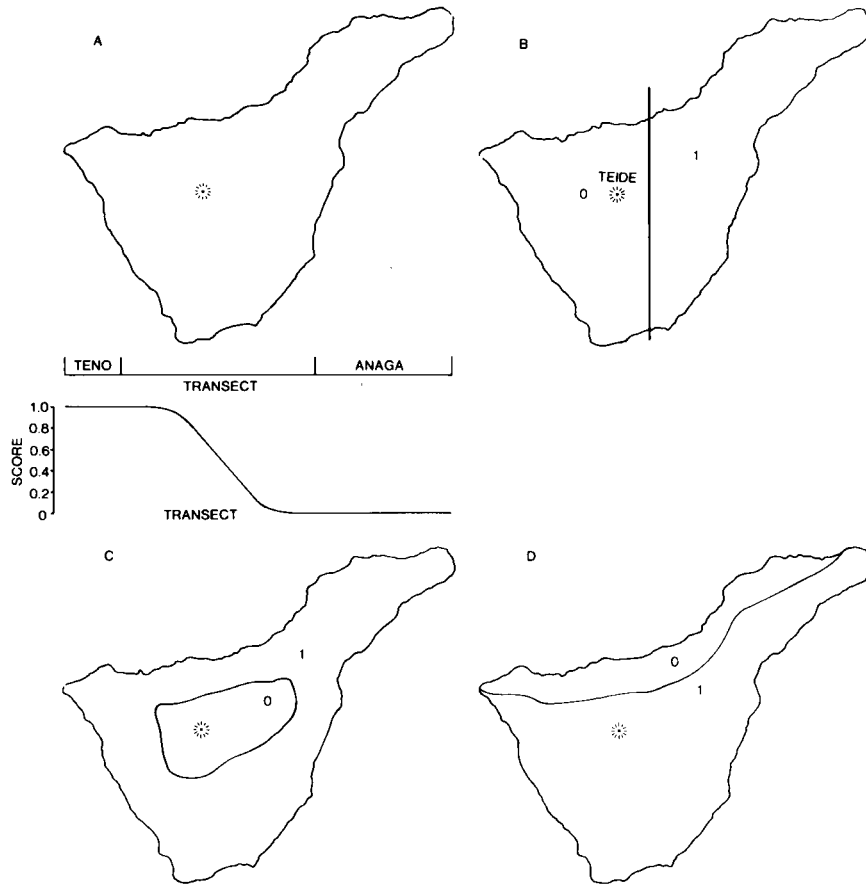 A
B
TEIDE
0
1
TENO
ANAGA
TRANSECT
SCORE
1.0
0.8
0.6
0.4
0.2
0
TRANSECT
C
1
0
D
0
1